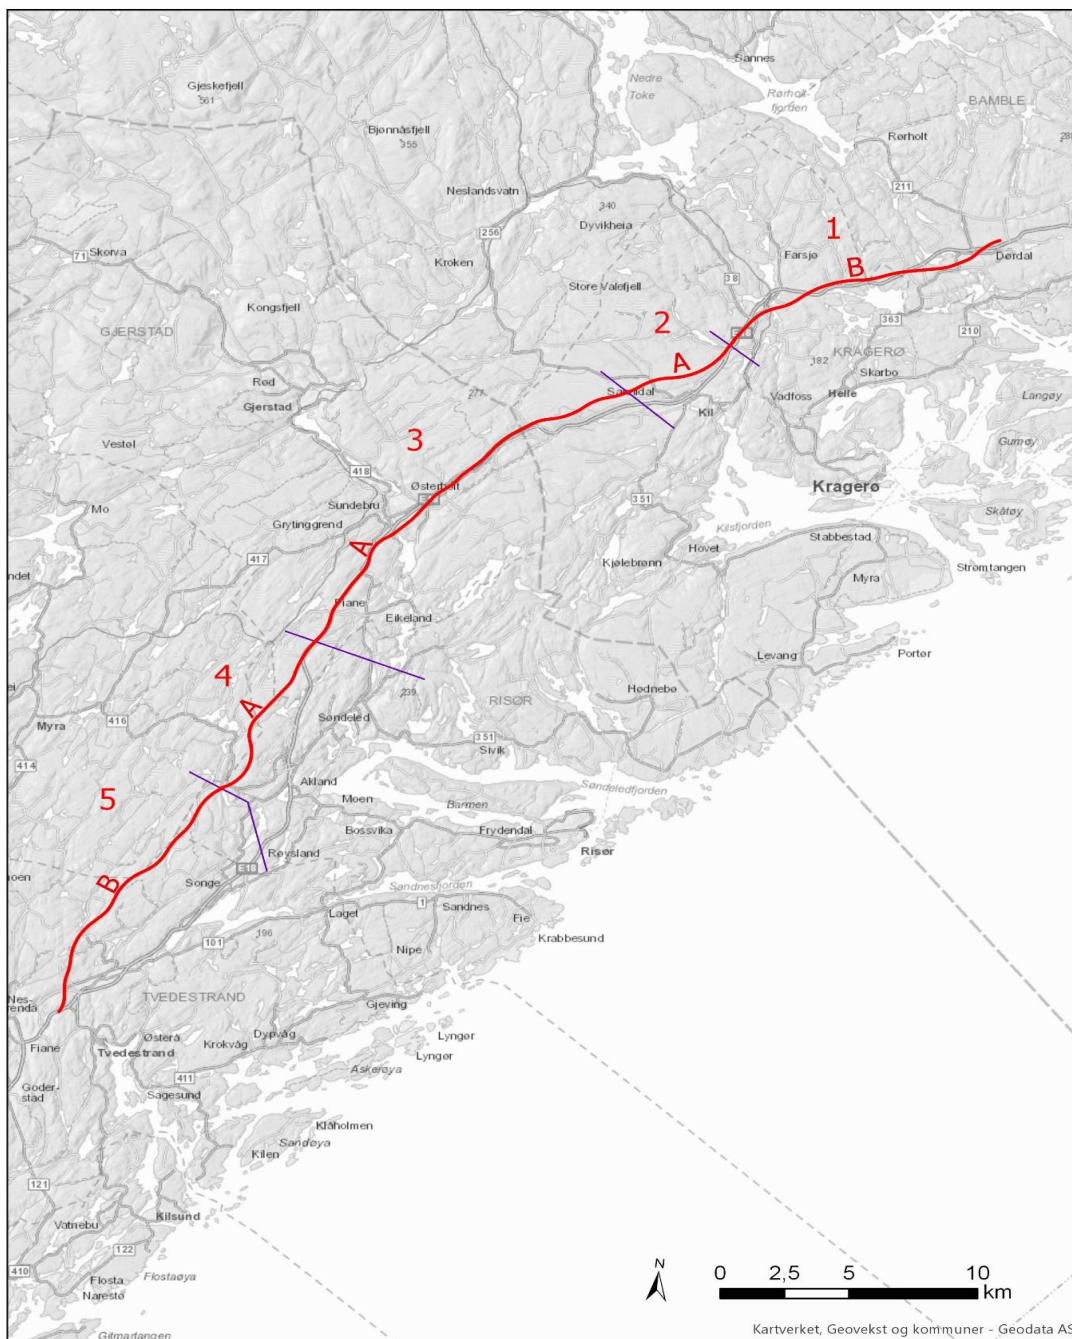 Sannes
Nedre
Toke
Rørholt-
fjorden
Gjeskefjell
561
BAMBLE
Bjønnåsfjell
355
Rørholt
211
Neslandsvatn
340
Dyvikheia
1
256
Skorva
71
Kroken
Farsjø
B
Dørdal
38
Store Valefjell
Kongsfjell
GJERSTAD
2
363
210
KRAGERØ
182
A
Skarbo
Rød
277
Vadfoss
Helle
Langøy
Gjerstad
Kil
3
Vestøl
Gumøy
418
Østerholt
Kragerø
Sundebru
351
Mo
Skåtøy
Grytinggrend
Kilsfjorden
Stabbestad
A
417
Hovet
Kjølebrønn
Strømtangen
Myra
Eikeland
Levang
Portør
4
239
Hødnebø
RISØR
A
Myra
416
Søndeled
351
Sivik
414
Akland
Søndeledfjorden
5
Moen
Barmen
Bossvika
Frydendal
Risør
Røysland
E18
B
Songe
Sandnesfjorden
Laget
1
Sandnes
Fie
196
101
Krabbesund
Nipe
TVEDESTRAND
Gjeving
Østerå
Dypvåg
Lyngør
Fiane
Tvedestrand
Krokvåg
Lyngør
Askerøya
411
Goder-
stad
Sagesund
Klåholmen
Sandøya
Kilen
121
Kilsund
Vatnebu
122
410
Flosta
Flostaøya
Narestø
Gitmartangen
N
0 2,5 5 10
km
Kartverket, Geovekst og kommuner - Geodata AS